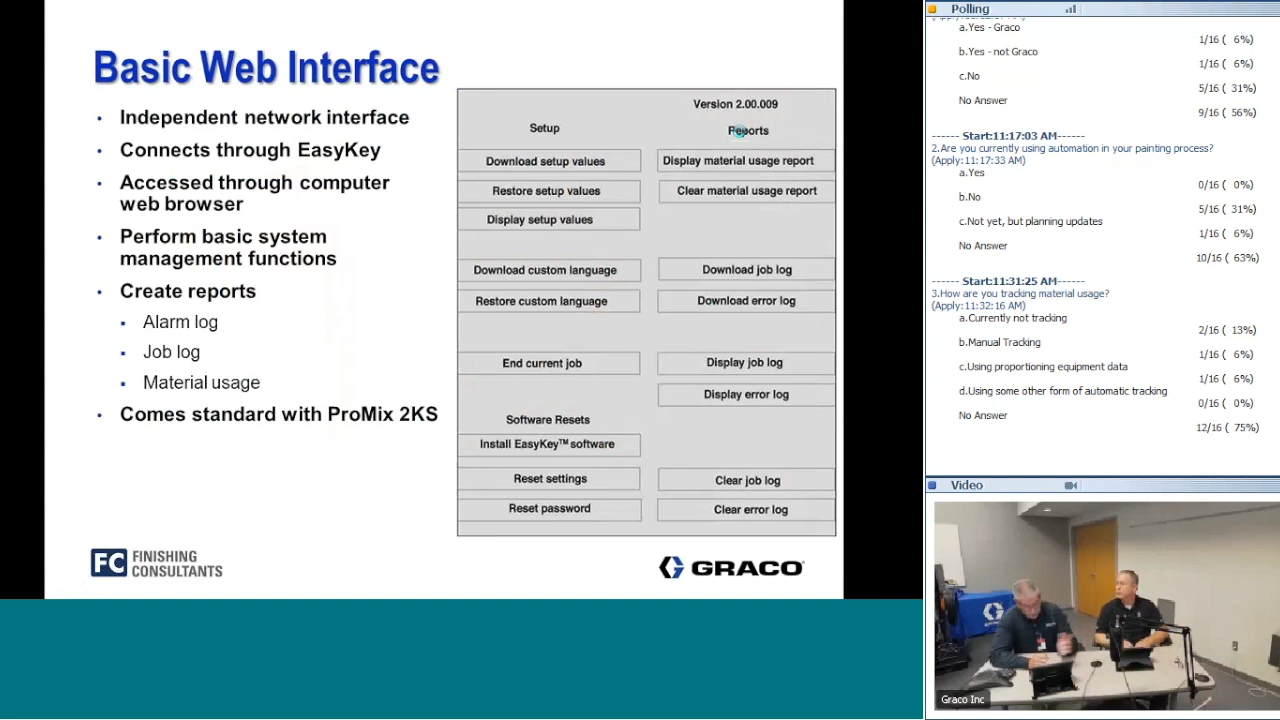 Basic Web Interface
• Independent network interface
• Connects through EasyKey
• Accessed through computer
web browser
• Perform basic system
management functions
• Create reports
▪ Alarm log
▪ Job log
▪ Material usage
• Comes standard with ProMix 2KS
Version 2.00.009
Setup
Reports
Download setup values
Display material usage report
Restore setup values
Clear material usage report
Display setup values
Download custom language
Download job log
Restore custom language
Download error log
End current job
Display job log
Display error log
Software Resets
Install EasyKey™ software
Reset settings
Clear job log
Reset password
Clear error log
FC FINISHING
CONSULTANTS
GRACO
Polling
a.Yes - Graco
1/16 ( 6%)
b.Yes - not Graco
1/16 ( 6%)
c.No
5/16 ( 31%)
No Answer
9/16 ( 56%)
------ Start:11:17:03 AM------
2.Are you currently using automation in your painting process?
(Apply:11:17:33 AM)
a.Yes
0/16 ( 0%)
b.No
5/16 ( 31%)
c.Not yet, but planning updates
1/16 ( 6%)
No Answer
10/16 ( 63%)
------ Start:11:31:25 AM------
3.How are you tracking material usage?
(Apply:11:32:16 AM)
a.Currently not tracking
2/16 ( 13%)
b.Manual Tracking
1/16 ( 6%)
c.Using proportioning equipment data
1/16 ( 6%)
d.Using some other form of automatic tracking
0/16 ( 0%)
No Answer
12/16 ( 75%)
Video
Graco Inc